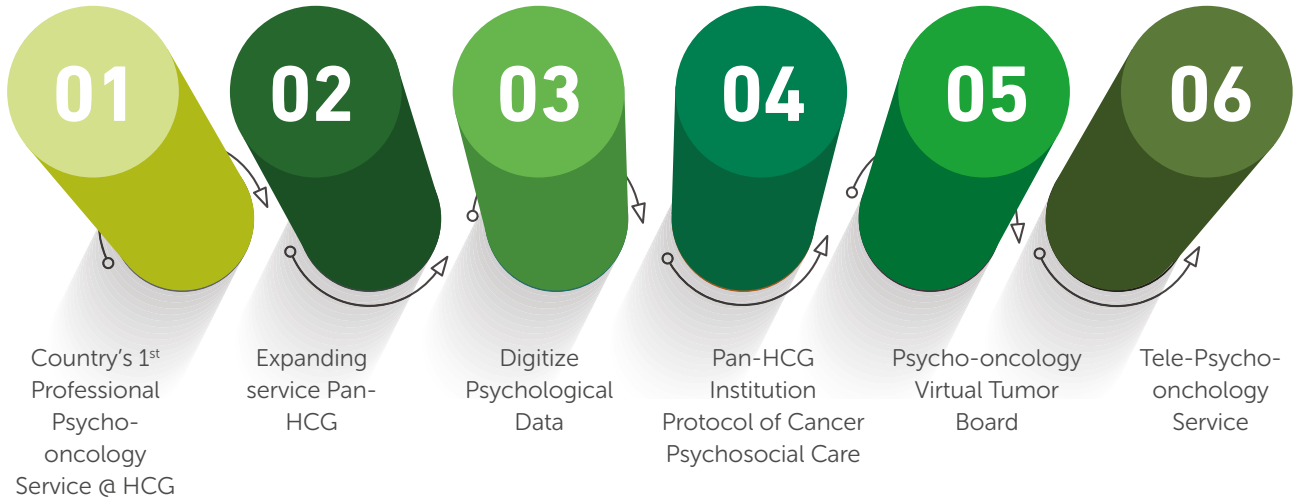 01
02
03
04
05
06
Country's 1st
Professional
Psycho-
oncology
Service @ HCG
Expanding
service Pan-
HCG
Digitize
Psychological
Data
Pan-HCG
Institution
Protocol of Cancer
Psychosocial Care
Psycho-oncology
Virtual Tumor
Board
Tele-Psycho-
onchology
Service